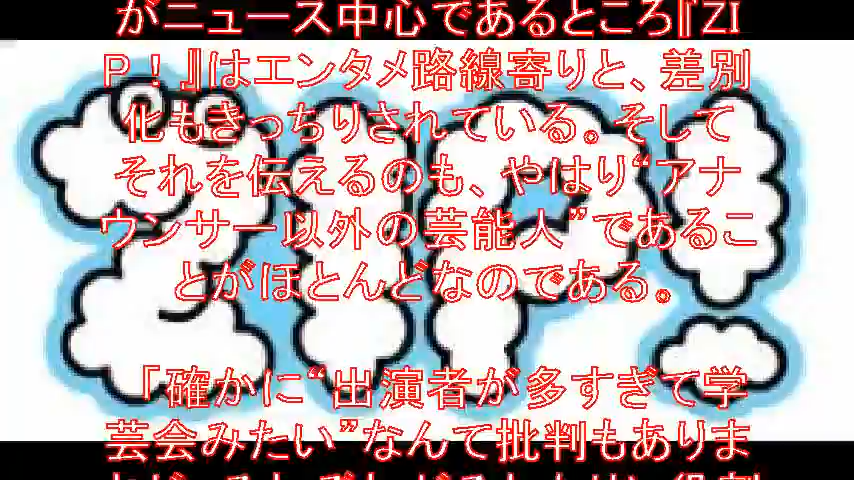 がニュース中心であるところ『ZI
P！』はエンタメ路線寄りと、差別
化もきっちりされている。そして
それを伝えるのも、やはり“アナ
ウンサー以外の芸能人”であるこ
とがほとんどなのである。
「確かに“出演者が多すぎて学
芸会みたい”なんて批判もありま
ZIP!